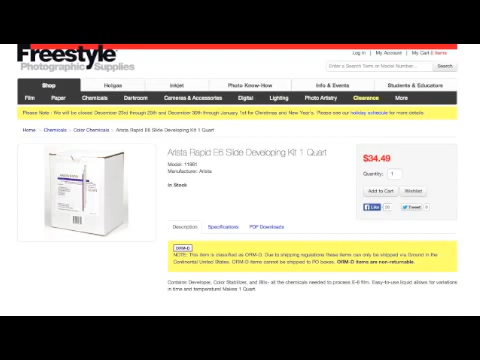 Freestyle
Photographic Supplies
Log In | My Account | My Cart 0 Items
Enter a Search Term or Model Number... Search
Shop Holgas Inkjet Photo Know-How Info & Events Students & Educators
Film Paper Chemicals Darkroom Cameras & Accessories Digital Lighting Photo Artistry Clearance More
Please Note : We will be closed December 23rd through 25th and December 30th through January 1st for Christmas and New Year's. Please see our holiday schedule for more details.
Home Chemicals Color Chemicals Arista Rapid E6 Slide Developing Kit 1 Quart
Arista Rapid E6 Slide Developing Kit 1 Quart
Manufacturer: Arista
In Stock
$34.49
Quantity: 1
Add to Cart Wishlist
Like Tweet
Description Specifications PDF Downloads
ORM-D
NOTE: This item is classified as ORM-D. Due to shipping regulations these items can only be shipped via Ground in the
Continental United States. ORM-D items cannot be shipped to PO boxes. ORM-D items are non-returnable.
Contains Developer, Color Stabilizer, and Blix- all the chemicals needed to process E-6 film. Easy-to-use liquid allows for variations
in time and temperature! Makes 1 Quart